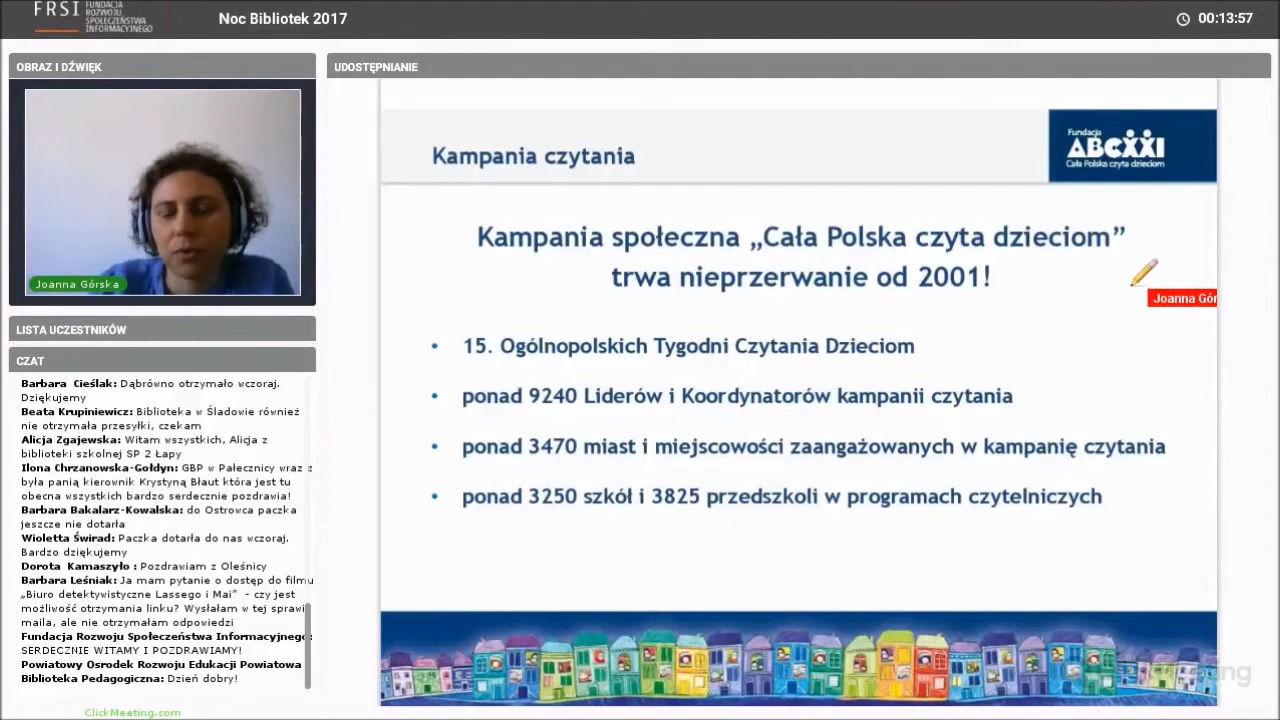 FRSI FUNDACJA
ROZWOJU
SPOŁECZEŃSTWA
INFORMACYJNEGO
Noc Bibliotek 2017
00:13:57
OBRAZ I DŹWIĘK
Joanna Górska
LISTA UCZESTNIKÓW
CZAT
Barbara Cieślak: Dąbrówno otrzymało wczoraj.
Dziękujemy
Beata Krupiniewicz: Biblioteka w Śladowie również
nie otrzymała przesyłki, czekam
Alicja Zgajewska: Witam wszystkich, Alicja z
biblioteki szkolnej SP 2 Łapy
Ilona Chrzanowska-Gołdyn: GBP w Pałecznicy wraz z
była panią kierownik Krystyną Błaut która jest tu
obecna wszystkich bardzo serdecznie pozdrawia!
Barbara Bakalarz-Kowalska: do Ostrowca paczka
jeszcze nie dotarła
Wioletta Świrad: Paczka dotarła do nas wczoraj.
Bardzo dziękujemy
Dorota Kamaszyło : Pozdrawiam z Oleśnicy
Barbara Leśniak: Ja mam pytanie o dostęp do filmu
„Biuro detektywistyczne Lassego i Mai” - czy jest
możliwość otrzymania linku? Wysłałam w tej sprawi
maila, ale nie otrzymałam odpowiedzi
Fundacja Rozwoju Społeczeństwa Informacyjnego:
SERDECZNIE WITAMY I POZDRAWIAMY!
Powiatowy Osrodek Rozwoju Edukacji Powiatowa
Biblioteka Pedagogiczna: Dzień dobry!
ClickMeeting.com
UDOSTĘPNIANIE
Kampania czytania
Fundacja
ABCXXI
Cała Polska czyta dzieciom
Kampania społeczna „Cała Polska czyta dzieciom”
trwa nieprzerwanie od 2001!
Joanna Gór
• 15. Ogólnopolskich Tygodni Czytania Dzieciom
• ponad 9240 Liderów i Koordynatorów kampanii czytania
• ponad 3470 miast i miejscowości zaangażowanych w kampanię czytania
• ponad 3250 szkół i 3825 przedszkoli w programach czytelniczych